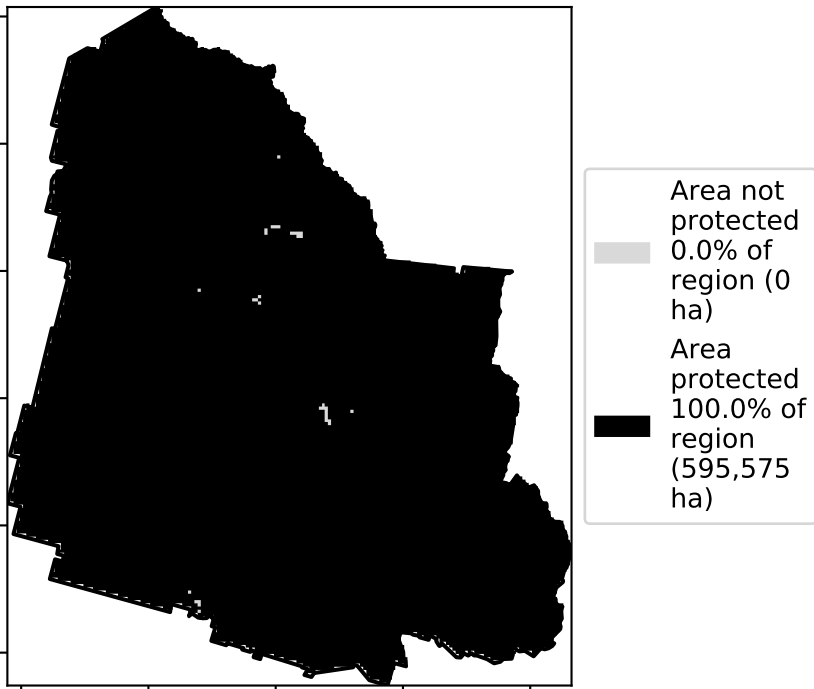 Area not
protected
0.0% of
region (0
ha)
Area
protected
100.0% of
region
(595,575
ha)